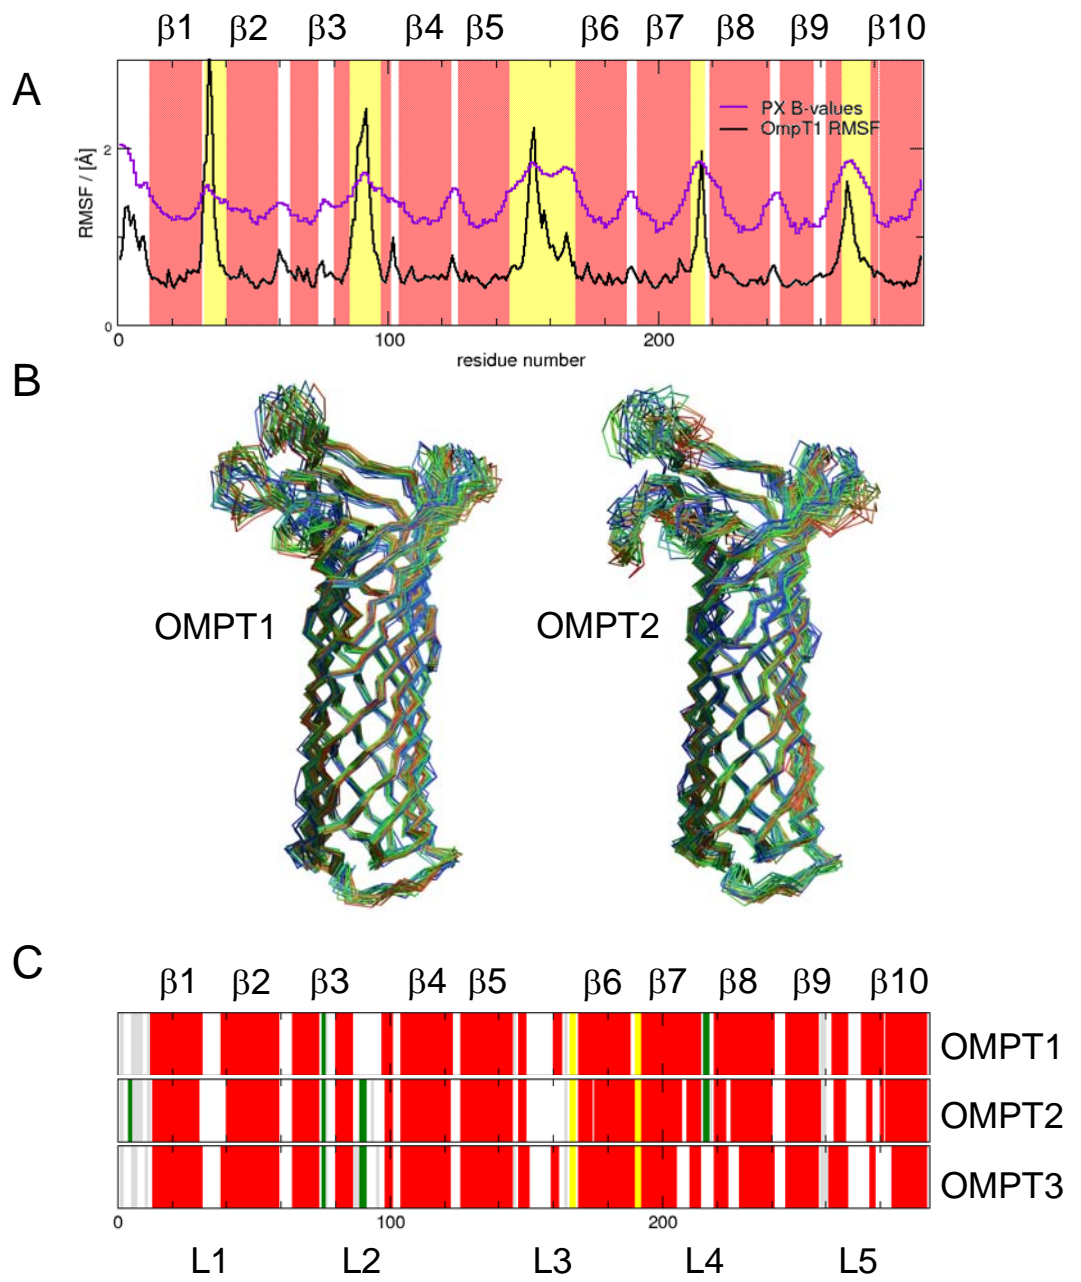 β1 β2 β3 β4 β5 β6 β7 β8 β9 β10
A
PX B-values
OmpT1 RMSF
2
RMSF / [Å]
0
0 100 200
residue number
B
OMPT1 OMPT2
C
β1 β2 β3 β4 β5 β6 β7 β8 β9 β10
OMPT1
OMPT2
OMPT3
0 100 200
L1 L2 L3 L4 L5